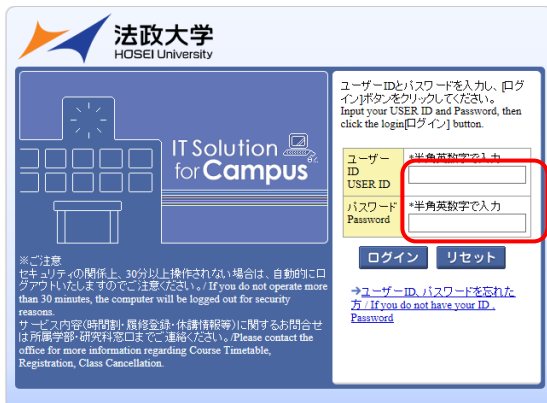 法政大学
HOSEI University
IT Solution
for Campus
※ご注意
セキュリティの関係上、30分以上操作されない場合は、自動的にロ
グアウトいたしますのでご注意ください。/ If you do not operate more
than 30 minutes, the computer will be logged out for security
reasons.
サービス内容(時間割・履修登録・休講情報等)に関するお問合せ
は所属学部・研究科窓口までご連絡ください。/Please contact the
office for more information regarding Course Timetable,
Registration, Class Cancellation.
ユーザーIDとパスワードを入力し、[ログ
イン]ボタンをクリックしてください。
Input your USER ID and Password, then
click the login[ログイン] button.
ユーザー
ID
USER ID
*半角英数字で入力
パスワード
Password
*半角英数字で入力
ログイン リセット
→ユーザーID、パスワードを忘れた
方 / If you do not have your ID ,
Password